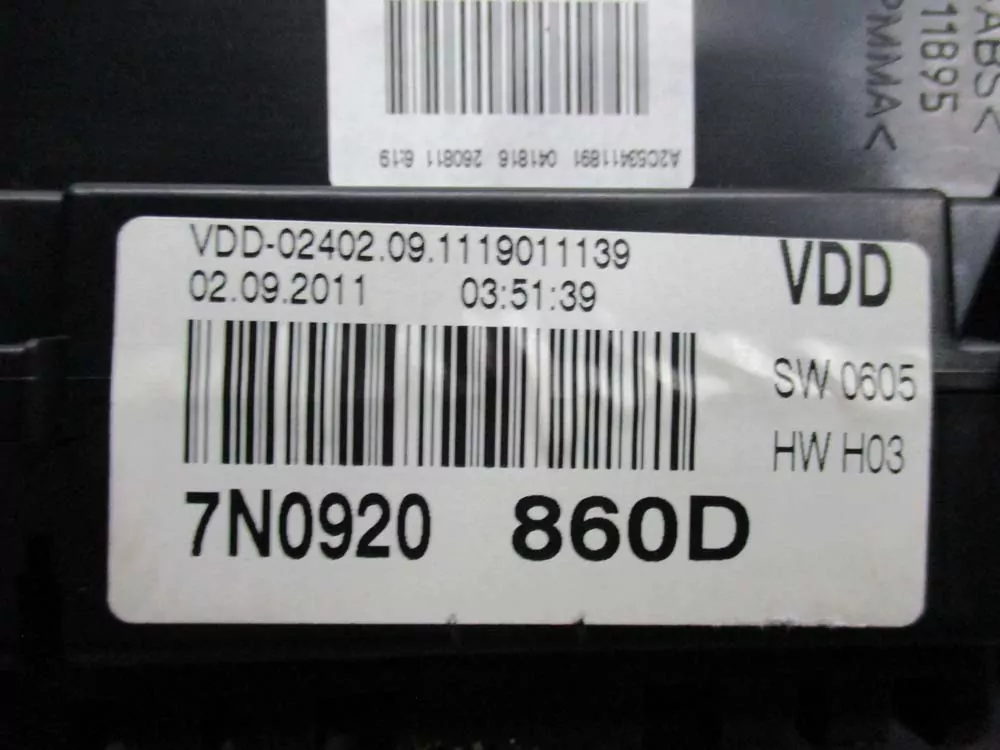 A2C53411891 041816 260811 6:19
>ABS<
11895
PMMA<
VDD-02402.09.1119011139
VDD
02.09.2011 03:51:39
SW 0605
HW H03
7N0920 860D